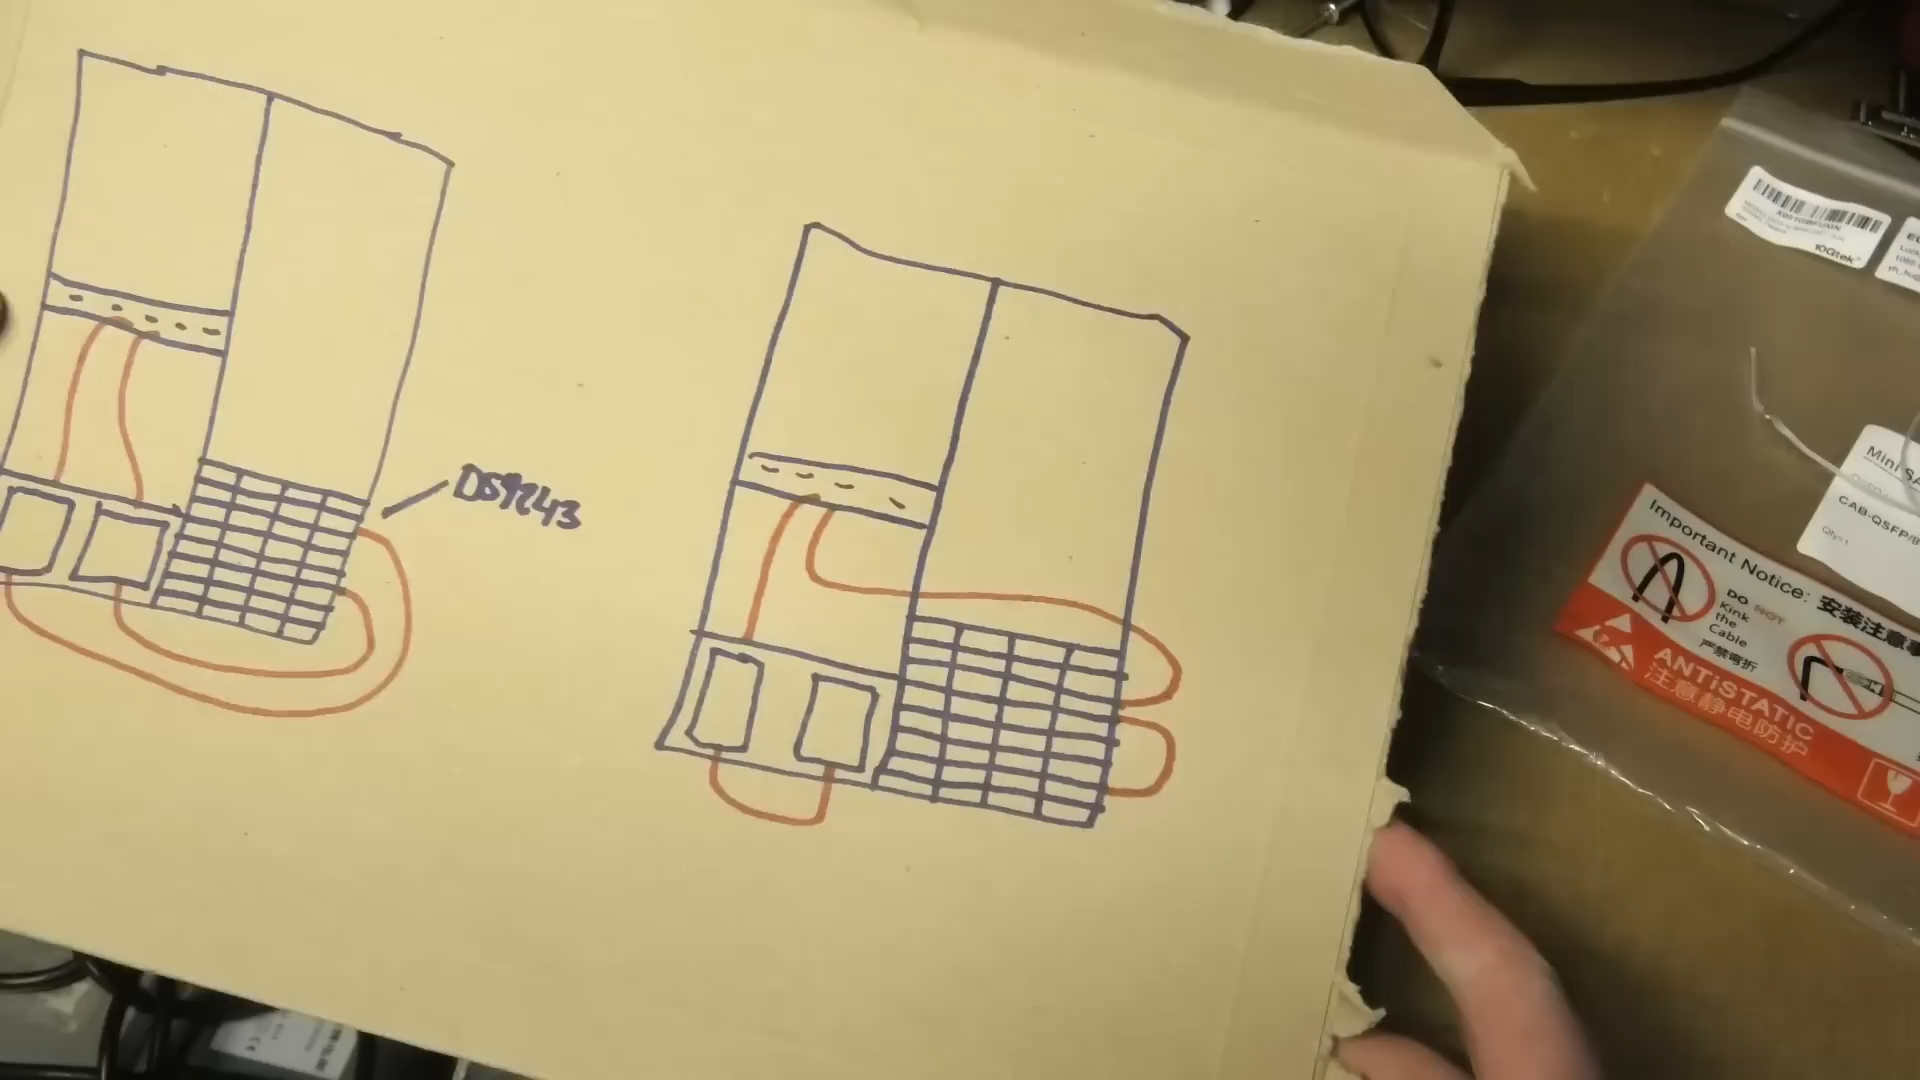 DS4243
10Gtek
Mini SA
CAB-QSFP/8
Qty:1
Important Notice: 安装注意事
DO NOT
Kink
the
Cable
严禁弯折
ANTiSTATIC
注意静电防护